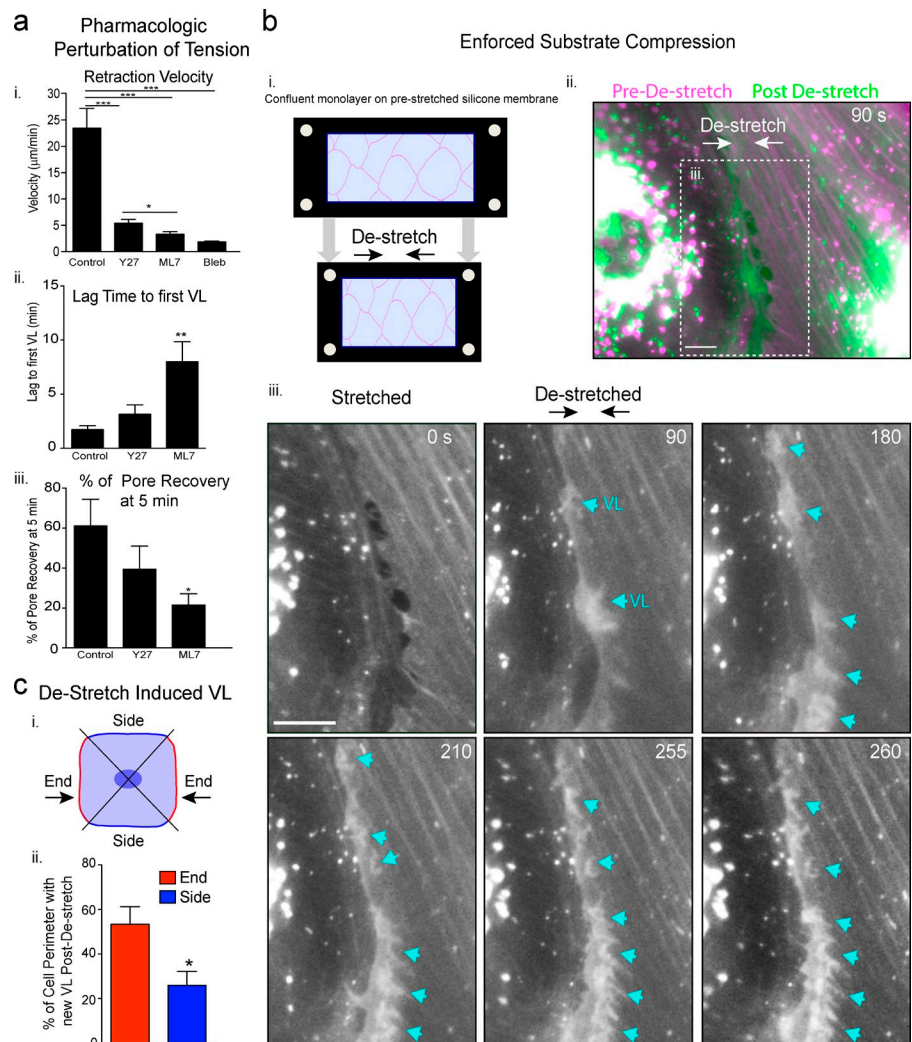 a
Pharmacologic
Perturbation of Tension
i.
Retraction Velocity
***
***
***
*
Velocity (μm/min)
30
25
20
15
10
5
0
Control Y27 ML7 Bleb
ii.
Lag Time to first VL
Lag to first VL (min)
15
10
5
0
**
Control Y27 ML7
iii.
% of Pore Recovery
at 5 min
% of Pore Recovery at 5 min
80
60
40
20
0
*
Control Y27 ML7
b
Enforced Substrate Compression
i.
Confluent monolayer on pre-stretched silicone membrane
De-stretch
ii.
Pre-De-stretch Post De-stretch
90 s
De-stretch
iii.
iii.
Stretched
De-stretched
0 s
90
VL
VL
180
210
255
260
c
De-Stretch Induced VL
i.
Side
End End
Side
ii.
% of Cell Perimeter with
new VL Post-De-stretch
80
60
40
20
0
End
Side
*